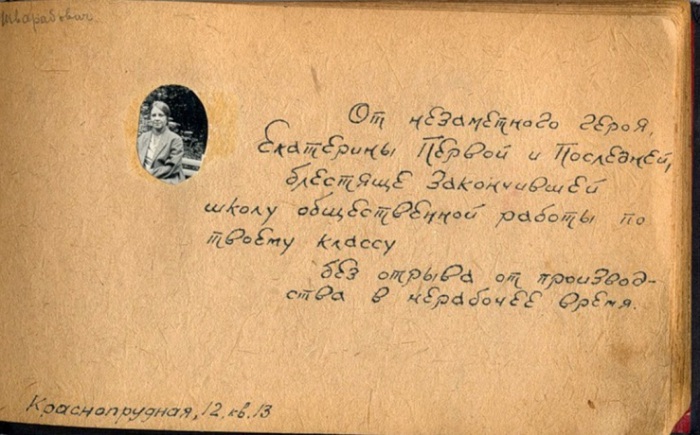 От незаметного героя,
Екатерины Первой и Последней,
блестяще закончившей
школу общественной работы по
твоему классу
без отрыва от производ-
ства в нерабочее время.
Краснопрудная, 12 кв. 13